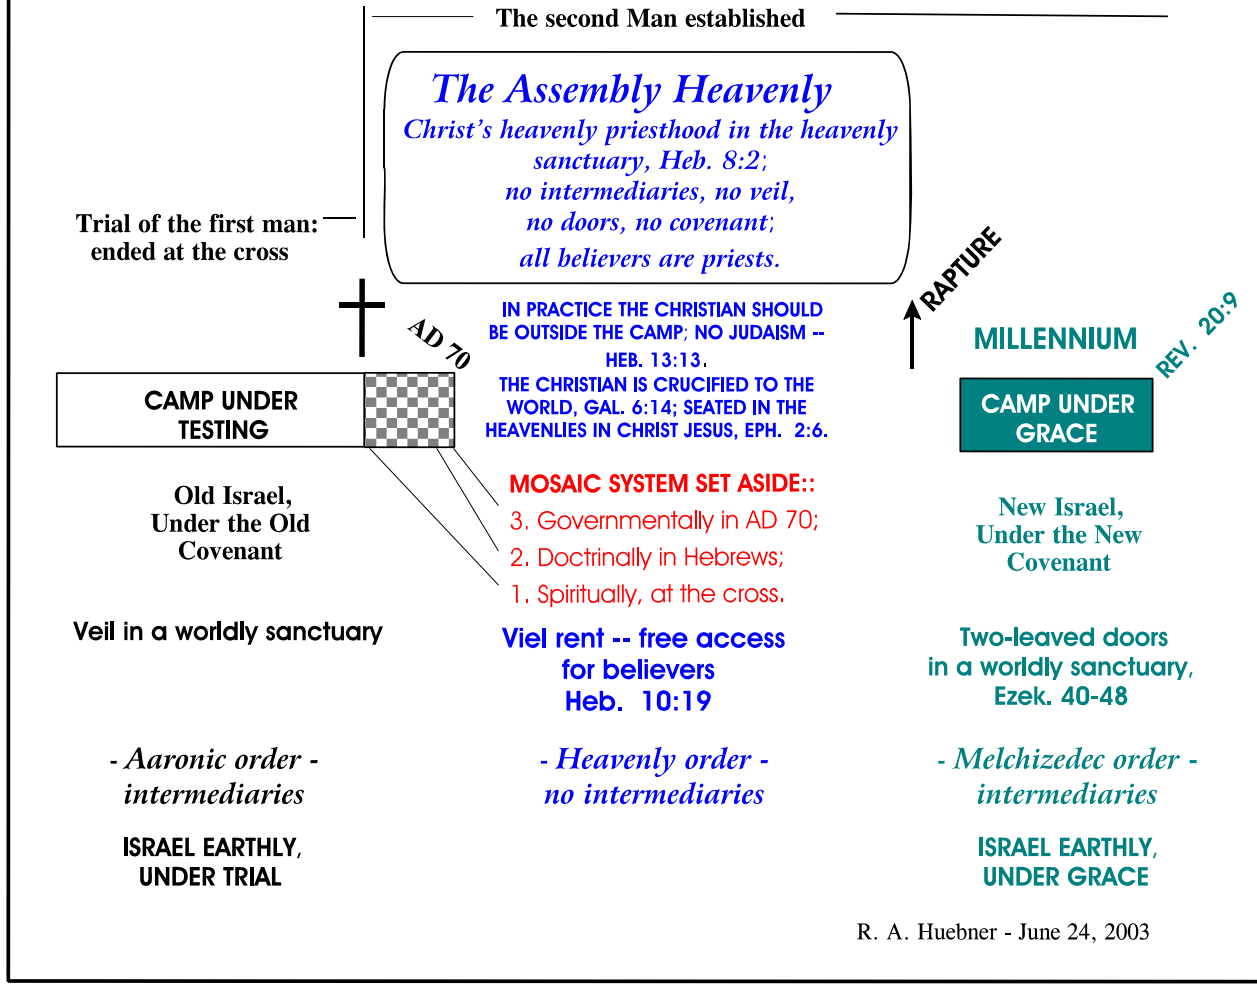 The second Man established
The Assembly Heavenly
Christ's heavenly priesthood in the heavenly
sanctuary, Heb. 8:2;
no intermediaries, no veil,
no doors, no covenant;
all believers are priests.
Trial of the first man:
ended at the cross
AD 70
IN PRACTICE THE CHRISTIAN SHOULD
BE OUTSIDE THE CAMP; NO JUDAISM --
HEB. 13:13.
THE CHRISTIAN IS CRUCIFIED TO THE
WORLD, GAL. 6:14; SEATED IN THE
HEAVENLIES IN CHRIST JESUS, EPH. 2:6.
RAPTURE
MILLENNIUM
REV. 20:9
CAMP UNDER
TESTING
CAMP UNDER
GRACE
Old Israel,
Under the Old
Covenant
MOSAIC SYSTEM SET ASIDE::
3. Governmentally in AD 70;
2. Doctrinally in Hebrews;
1. Spiritually, at the cross.
New Israel,
Under the New
Covenant
Veil in a worldly sanctuary
Viel rent -- free access
for believers
Heb. 10:19
Two-leaved doors
in a worldly sanctuary,
Ezek. 40-48
- Aaronic order -
intermediaries
- Heavenly order -
no intermediaries
- Melchizedec order -
intermediaries
ISRAEL EARTHLY,
UNDER TRIAL
ISRAEL EARTHLY,
UNDER GRACE
R. A. Huebner - June 24, 2003